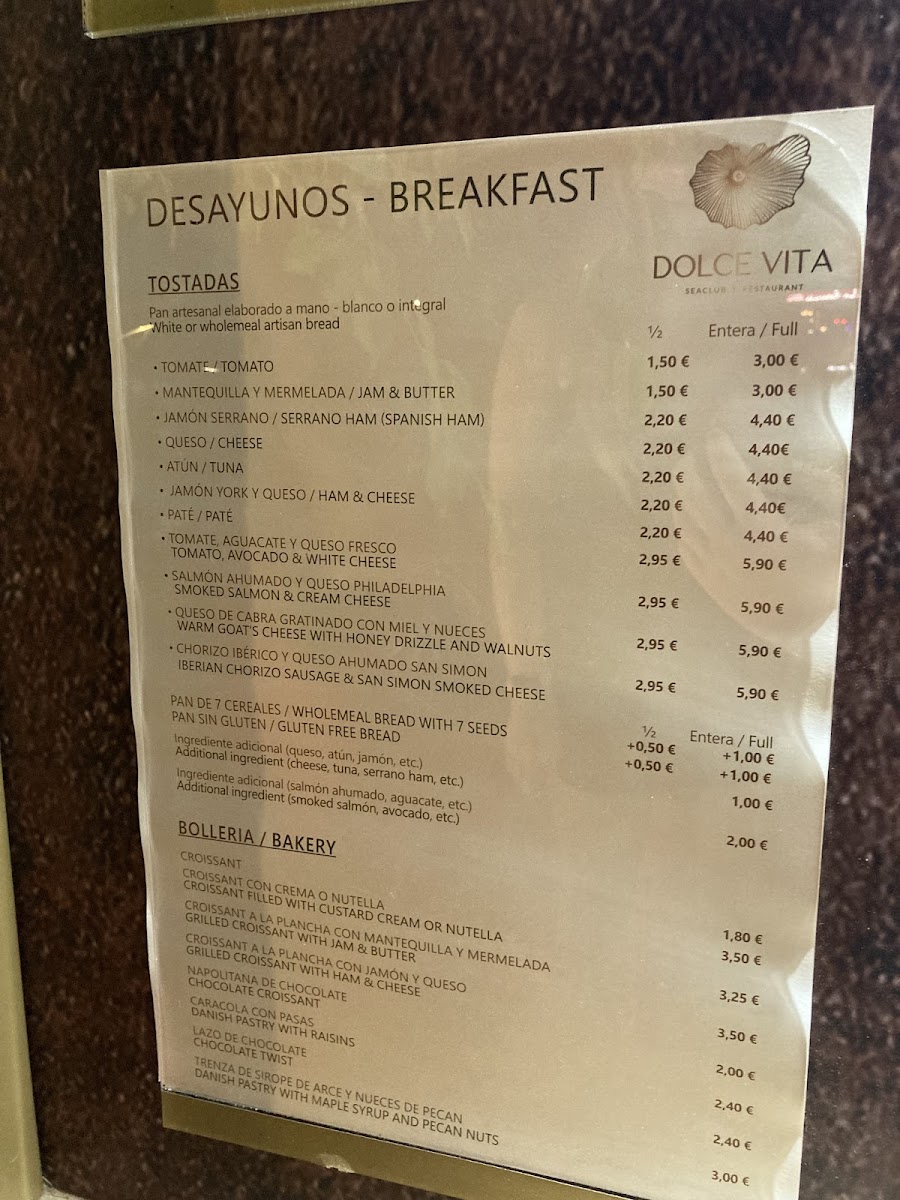 DESAYUNOS - BREAKFAST
DOLCE VITA
SEACLUB | RESTAURANT
TOSTADAS
Pan artesanal elaborado a mano - blanco o integral
White or wholemeal artisan bread
½ Entera / Full
• TOMATE / TOMATO 1,50 € 3,00 €
• MANTEQUILLA Y MERMELADA / JAM & BUTTER 1,50 € 3,00 €
• JAMÓN SERRANO / SERRANO HAM (SPANISH HAM) 2,20 € 4,40 €
• QUESO / CHEESE 2,20 € 4,40€
• ATÚN / TUNA 2,20 € 4,40 €
• JAMÓN YORK Y QUESO / HAM & CHEESE 2,20 € 4,40€
• PATÉ / PATÉ 2,20 € 4,40 €
• TOMATE, AGUACATE Y QUESO FRESCO 2,95 € 5,90 €
TOMATO, AVOCADO & WHITE CHEESE
• SALMÓN AHUMADO Y QUESO PHILADELPHIA 2,95 € 5,90 €
SMOKED SALMON & CREAM CHEESE
• QUESO DE CABRA GRATINADO CON MIEL Y NUECES 2,95 € 5,90 €
WARM GOAT'S CHEESE WITH HONEY DRIZZLE AND WALNUTS
• CHORIZO IBÉRICO Y QUESO AHUMADO SAN SIMON 2,95 € 5,90 €
IBERIAN CHORIZO SAUSAGE & SAN SIMON SMOKED CHEESE
½ Entera / Full
PAN DE 7 CEREALES / WHOLEMEAL BREAD WITH 7 SEEDS +0,50 € +1,00 €
PAN SIN GLUTEN / GLUTEN FREE BREAD +0,50 € +1,00 €
Ingrediente adicional (queso, atún, jamón, etc.) 1,00 €
Additional ingredient (cheese, tuna, serrano ham, etc.)
Ingrediente adicional (salmón ahumado, aguacate, etc.) 2,00 €
Additional ingredient (smoked salmón, avocado, etc.)
BOLLERIA / BAKERY
CROISSANT 1,80 €
CROISSANT CON CREMA O NUTELLA 3,50 €
CROISSANT FILLED WITH CUSTARD CREAM OR NUTELLA
CROISSANT A LA PLANCHA CON MANTEQUILLA Y MERMELADA 3,25 €
GRILLED CROISSANT WITH JAM & BUTTER
CROISSANT A LA PLANCHA CON JAMÓN Y QUESO 3,50 €
GRILLED CROISSANT WITH HAM & CHEESE
NAPOLITANA DE CHOCOLATE 2,00 €
CHOCOLATE CROISSANT
CARACOLA CON PASAS 2,40 €
DANISH PASTRY WITH RAISINS
LAZO DE CHOCOLATE 2,40 €
CHOCOLATE TWIST
TRENZA DE SIROPE DE ARCE Y NUECES DE PECAN 3,00 €
DANISH PASTRY WITH MAPLE SYRUP AND PECAN NUTS